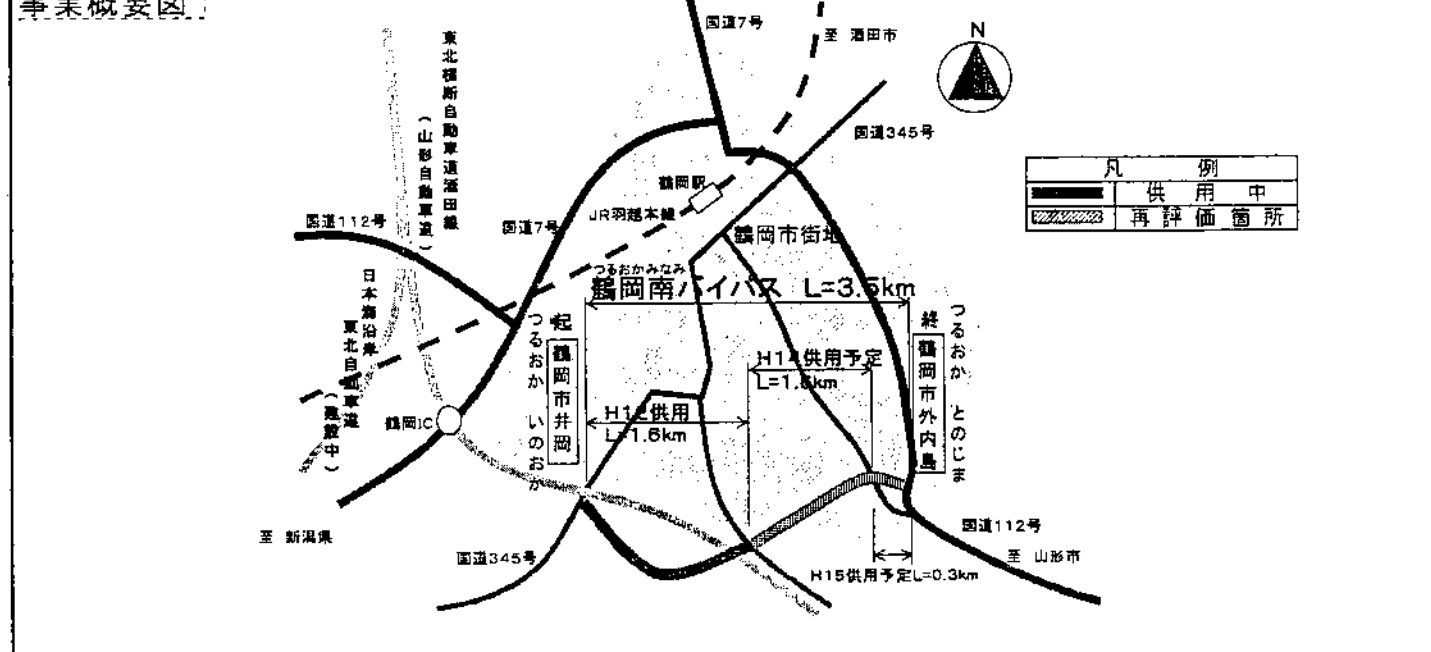 事業概要図
国道7号
至 酒田市
N
東北横断自動車道酒田線
(山形自動車道)
国道345号
凡 例
供 用 中
再 評 価 箇 所
鶴岡駅
JR羽越本線
国道112号
国道7号
鶴岡市街地
つるおかみなみ
鶴岡南バイパス L=3.5km
日本海沿岸
東北自動車道
(建設中)
起 鶴岡市井岡
つるおか いのおか
終 鶴岡市外内島
つるおか とのじま
H14供用予定
L=1.6km
H12供用
L=1.6km
鶴岡IC
至 新潟県
国道345号
国道112号
至 山形市
H15供用予定L=0.3km